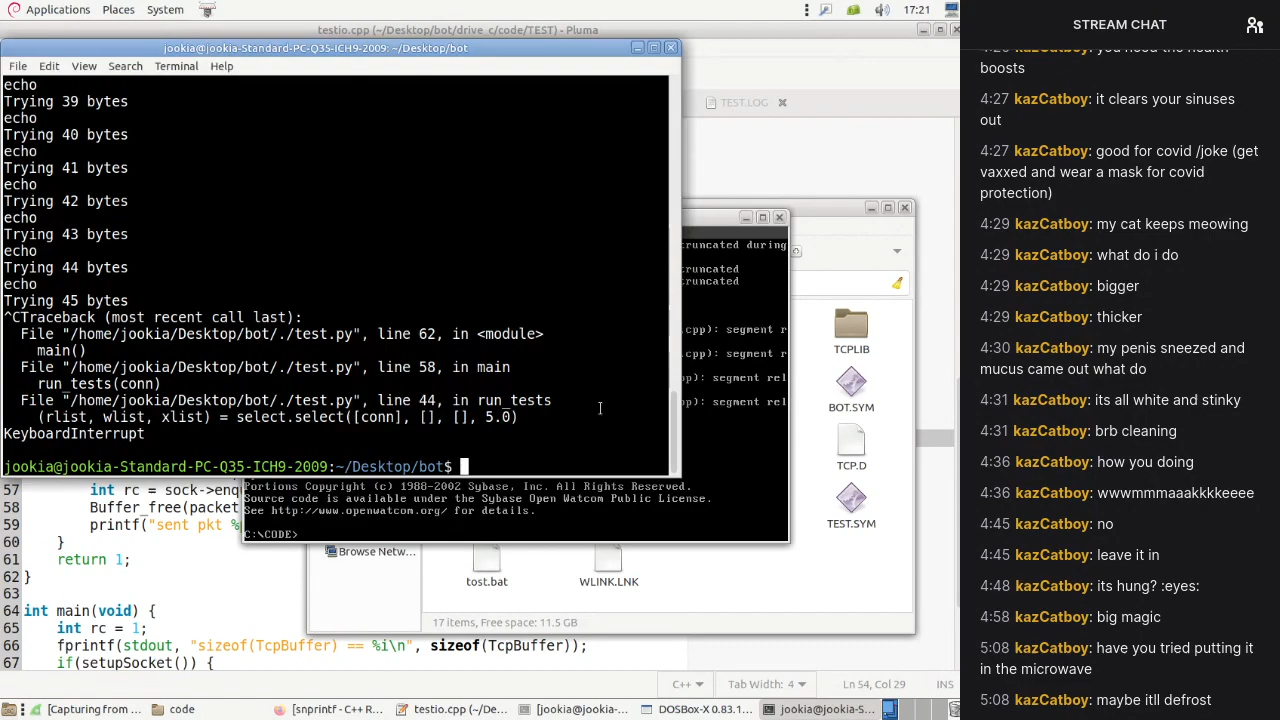 Applications Places System 17:21
testio.cpp (~/Desktop/bot/drive_c/code/TEST) - Pluma
jookia@jookia-Standard-PC-Q35-ICH9-2009: ~/Desktop/bot
File Edit View Search Terminal Help
echo
Trying 39 bytes
echo
Trying 40 bytes
echo
Trying 41 bytes
echo
Trying 42 bytes
echo
Trying 43 bytes
echo
Trying 44 bytes
echo
Trying 45 bytes
^CTraceback (most recent call last):
File "/home/jookia/Desktop/bot/./test.py", line 62, in <module>
main()
File "/home/jookia/Desktop/bot/./test.py", line 58, in main
run_tests(conn)
File "/home/jookia/Desktop/bot/./test.py", line 44, in run_tests
(rlist, wlist, xlist) = select.select([conn], [], [], 5.0)
KeyboardInterrupt
jookia@jookia-Standard-PC-Q35-ICH9-2009:~/Desktop/bot$
TEST.LOG
truncated during
truncated
truncated
.cpp): segment r
.cpp): segment r
pp): segment rel
pp): segment rel
Portions Copyright (c) 1988-2002 Sybase, Inc. All Rights Reserved.
Source code is available under the Sybase Open Watcom Public License.
See http://www.openwatcom.org/ for details.
C:\CODE>
TCPLIB
BOT.SYM
TCP.D
TEST.SYM
Browse Netw...
tost.bat
WLINK.LNK
17 items, Free space: 11.5 GB
57 int rc = sock->enq
58 Buffer_free(packet
59 printf("sent pkt %
60 }
61 return 1;
62 }
63
64 int main(void) {
65 int rc = 1;
66 fprintf(stdout, "sizeof(TcpBuffer) == %i\n", sizeof(TcpBuffer));
67 if(setupSocket()) {
C++ Tab Width: 4 Ln 54, Col 29 INS
[Capturing from ... code [snprintf - C++ R... testio.cpp (~/De... [jookia@jookia-S... DOSBox-X 0.83.1... jookia@jookia-S...
STREAM CHAT
4:26 kazCatboy: you need the health
boosts
4:27 kazCatboy: it clears your sinuses
out
4:27 kazCatboy: good for covid /joke (get
vaxxed and wear a mask for covid
protection)
4:29 kazCatboy: my cat keeps meowing
4:29 kazCatboy: what do i do
4:29 kazCatboy: bigger
4:29 kazCatboy: thicker
4:30 kazCatboy: my penis sneezed and
mucus came out what do
4:31 kazCatboy: its all white and stinky
4:31 kazCatboy: brb cleaning
4:36 kazCatboy: how you doing
4:36 kazCatboy: wwwmmmaaakkkkeeee
4:45 kazCatboy: no
4:45 kazCatboy: leave it in
4:48 kazCatboy: its hung? :eyes:
4:58 kazCatboy: big magic
5:08 kazCatboy: have you tried putting it
in the microwave
5:08 kazCatboy: maybe itll defrost